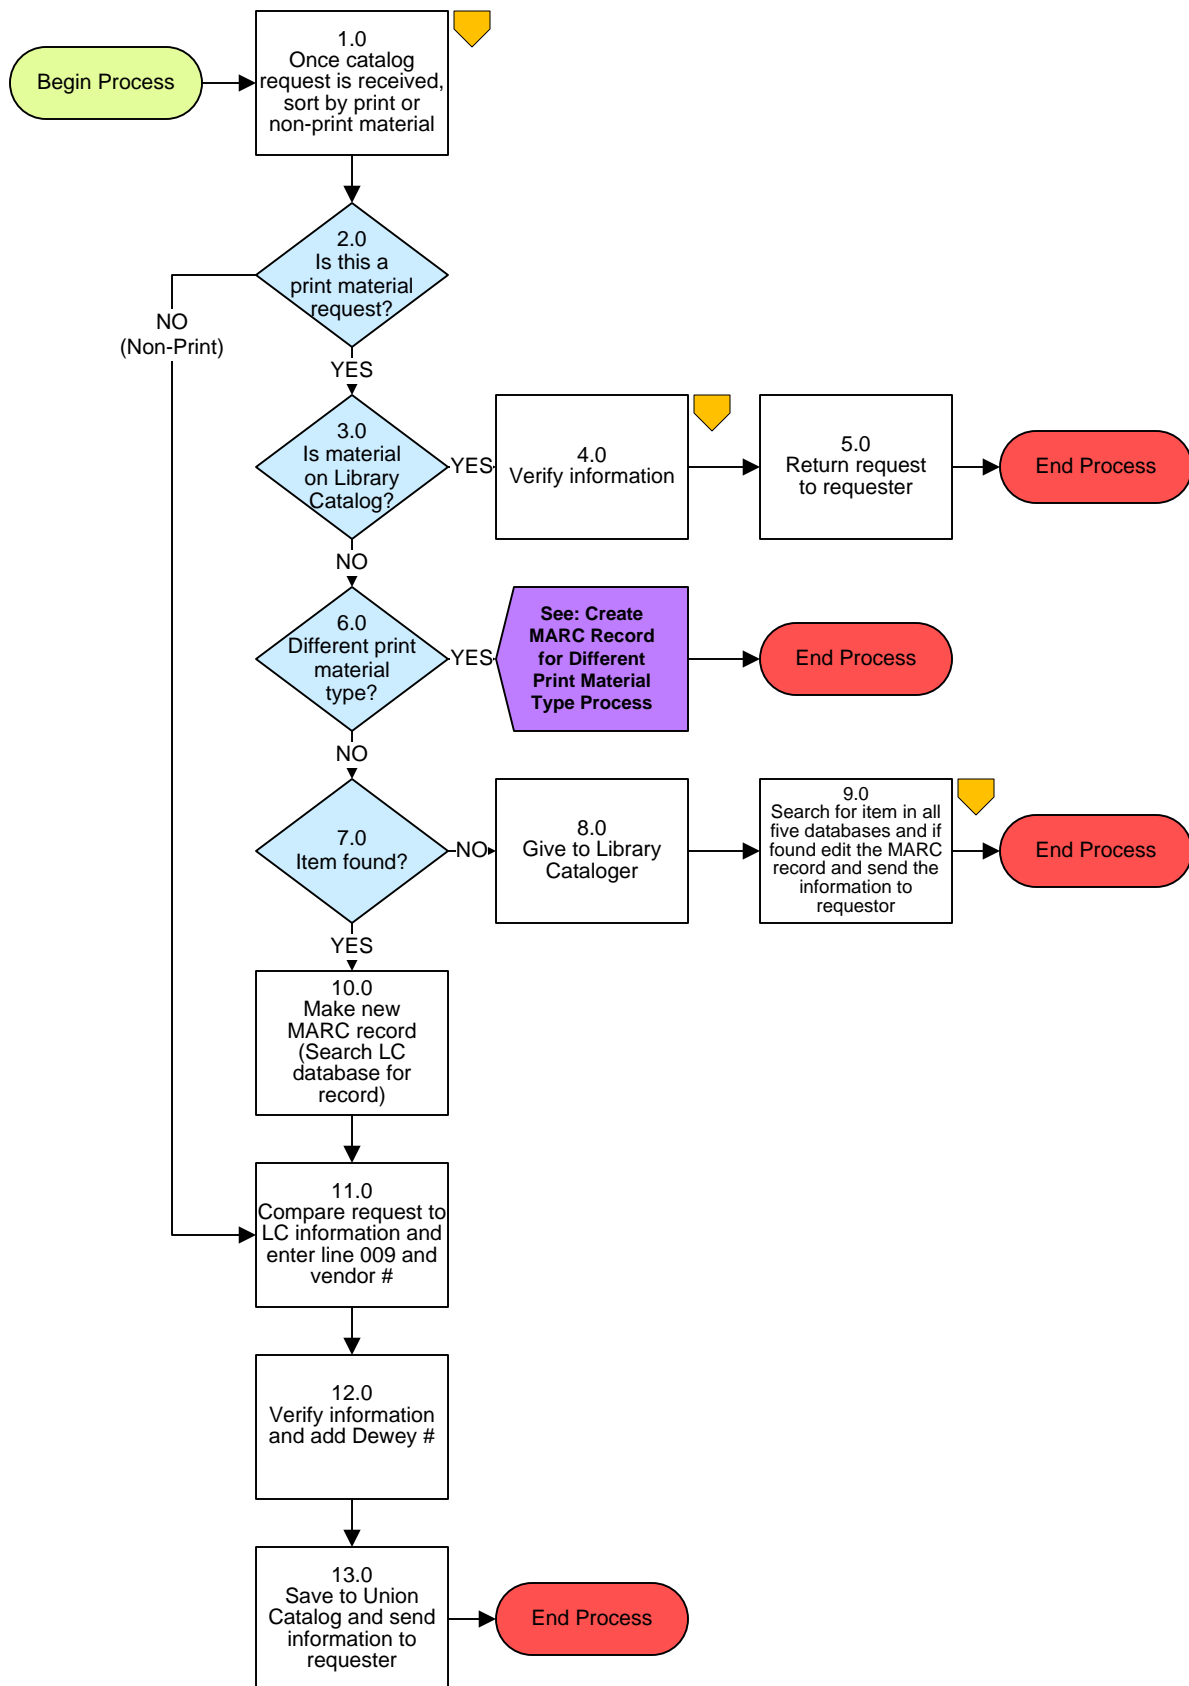 Begin Process
1.0
Once catalog
request is received,
sort by print or
non-print material
2.0
Is this a
print material
request?
NO
(Non-Print)
YES
3.0
Is material
on Library
Catalog?
YES
4.0
Verify information
5.0
Return request
to requester
End Process
NO
6.0
Different print
material
type?
YES
See: Create
MARC Record
for Different
Print Material
Type Process
End Process
NO
7.0
Item found?
NO
8.0
Give to Library
Cataloger
9.0
Search for item in all
five databases and if
found edit the MARC
record and send the
information to
requestor
End Process
YES
10.0
Make new
MARC record
(Search LC
database for
record)
11.0
Compare request to
LC information and
enter line 009 and
vendor #
12.0
Verify information
and add Dewey #
13.0
Save to Union
Catalog and send
information to
requester
End Process